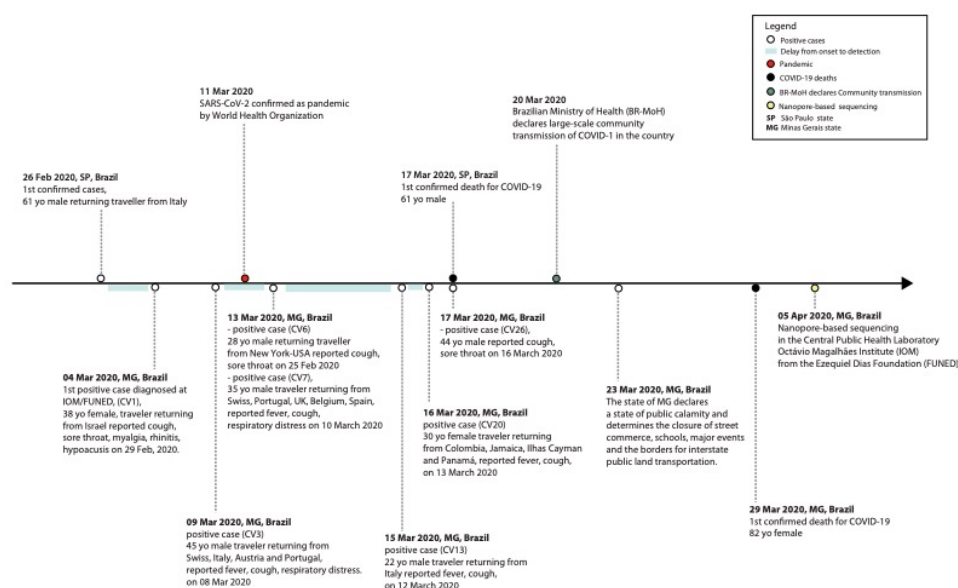 Legend
Positive cases
Delay from onset to detection
Pandemic
COVID-19 deaths
BR-MoH declares Community transmission
Nanopore-based sequencing
SP São Paulo state
MG Minas Gerais state
11 Mar 2020
SARS-CoV-2 confirmed as pandemic
by World Health Organization
20 Mar 2020
Brazilian Ministry of Health (BR-MoH)
declares large-scale community
transmission of COVID-1 in the country
26 Feb 2020, SP, Brazil
1st confirmed cases,
61 yo male returning traveller from Italy
17 Mar 2020, SP, Brazil
1st confirmed death for COVID-19
61 yo male
04 Mar 2020, MG, Brazil
1st positive case diagnosed at
IOM/FUNED, (CV1),
38 yo female, traveler returning
from Israel reported cough,
sore throat, myalgia, rhinitis,
hypoacusis on 29 Feb, 2020.
09 Mar 2020, MG, Brazil
positive case (CV3)
45 yo male traveler returning from
Swiss, Italy, Austria and Portugal,
reported fever, cough, respiratory distress.
on 08 Mar 2020
13 Mar 2020, MG, Brazil
- positive case (CV6)
28 yo male returning traveller
from New York-USA reported cough,
sore throat on 25 Feb 2020
- positive case (CV7),
35 yo male traveler returning from
Swiss, Portugal, UK, Belgium, Spain,
reported fever, cough,
respiratory distress on 10 March 2020
15 Mar 2020, MG, Brazil
positive case (CV13)
22 yo male traveler returning from
Italy reported fever, cough,
on 12 March 2020
16 Mar 2020, MG, Brazil
positive case (CV20)
30 yo female traveler returning
from Colombia, Jamaica, Ilhas Cayman
and Panamá, reported fever, cough,
on 13 March 2020
17 Mar 2020, MG, Brazil
- positive case (CV26),
44 yo male reported cough,
sore throat on 16 March 2020
23 Mar 2020, MG, Brazil
The state of MG declares
a state of public calamity and
determines the closure of street
commerce, schools, major events
and the borders for interstate
public land transportation.
29 Mar 2020, MG, Brazil
1st confirmed death for COVID-19
82 yo female
05 Apr 2020, MG, Brazil
Nanopore-based sequencing
in the Central Public Health Laboratory
Octávio Magalhães Institute (IOM)
from the Ezequiel Dias Foundation (FUNED)